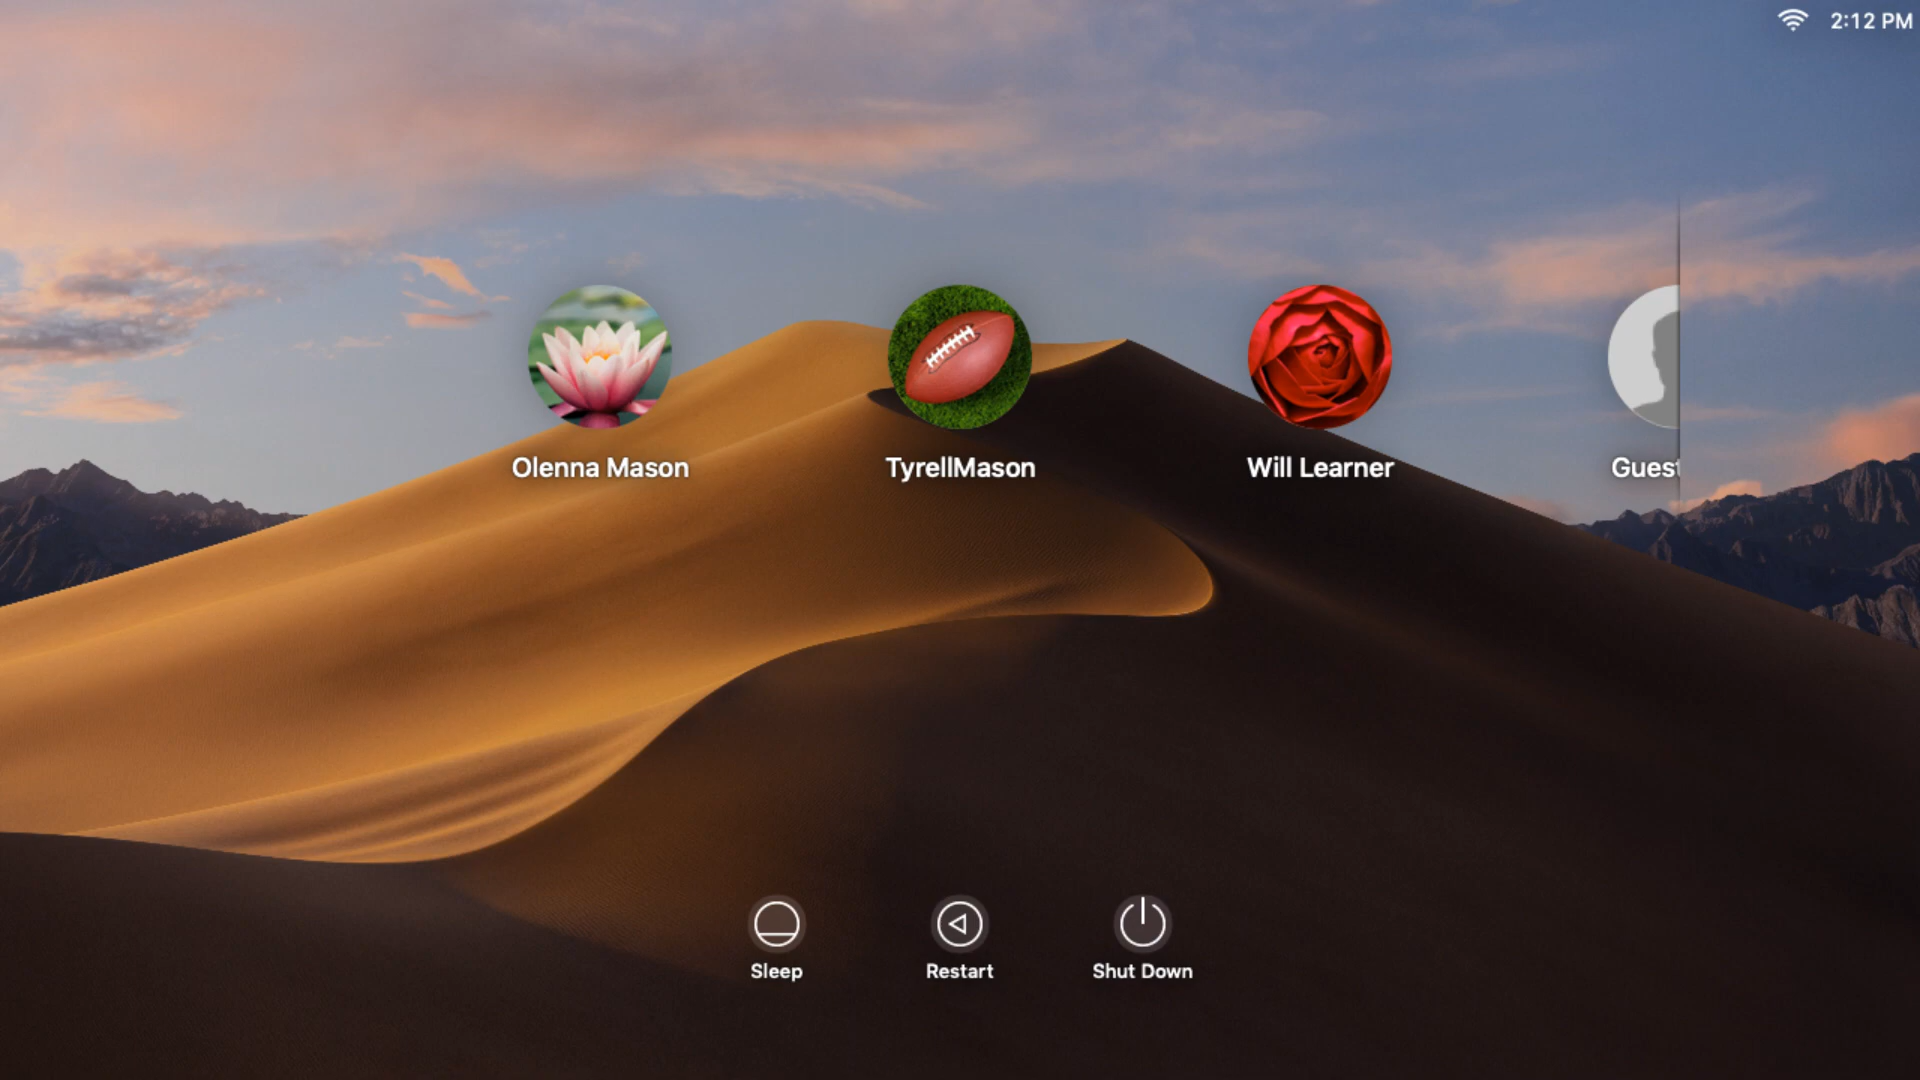 2:12 PM
Olenna Mason
TyrellMason
Will Learner
Guest
Sleep
Restart
Shut Down